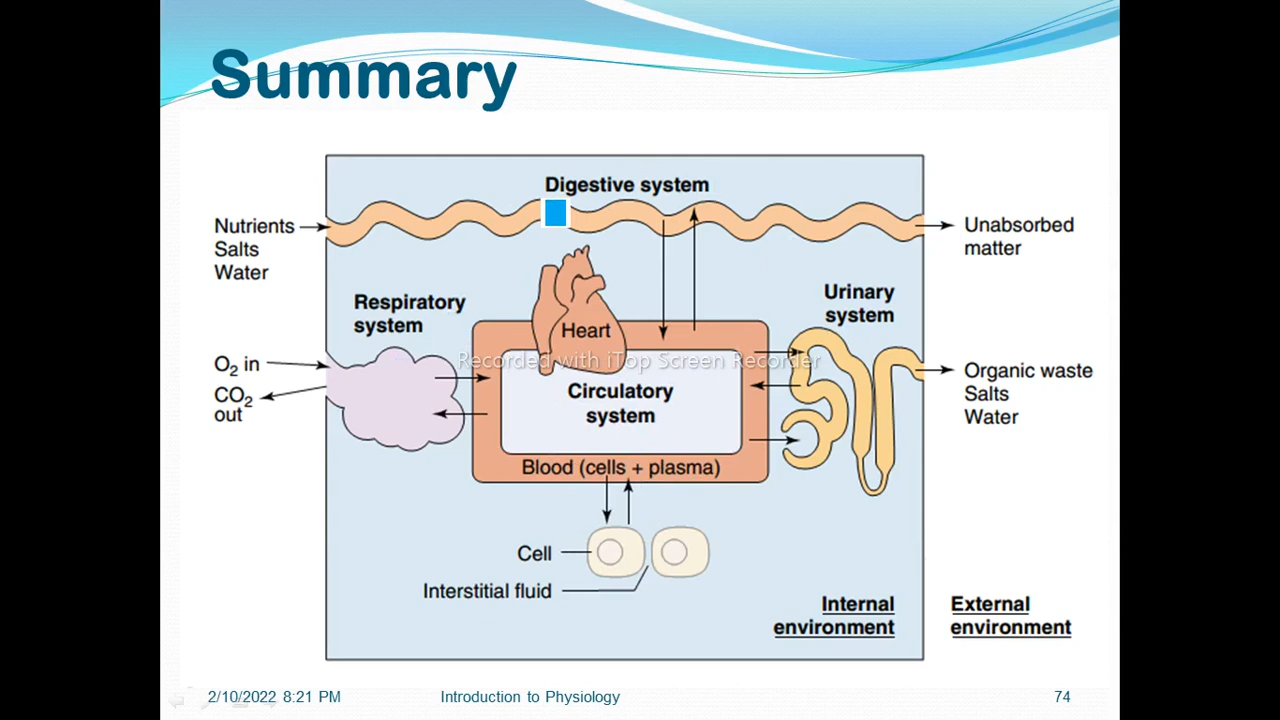 Summary
Digestive system
Nutrients
Salts
Water
Unabsorbed
matter
Respiratory
system
Urinary
system
Heart
Recorded with iTop Screen Recorder
O₂ in
CO₂
out
Circulatory
system
Organic waste
Salts
Water
Blood (cells + plasma)
Cell
Interstitial fluid
Internal
environment
External
environment
2/10/2022 8:21 PM
Introduction to Physiology
74